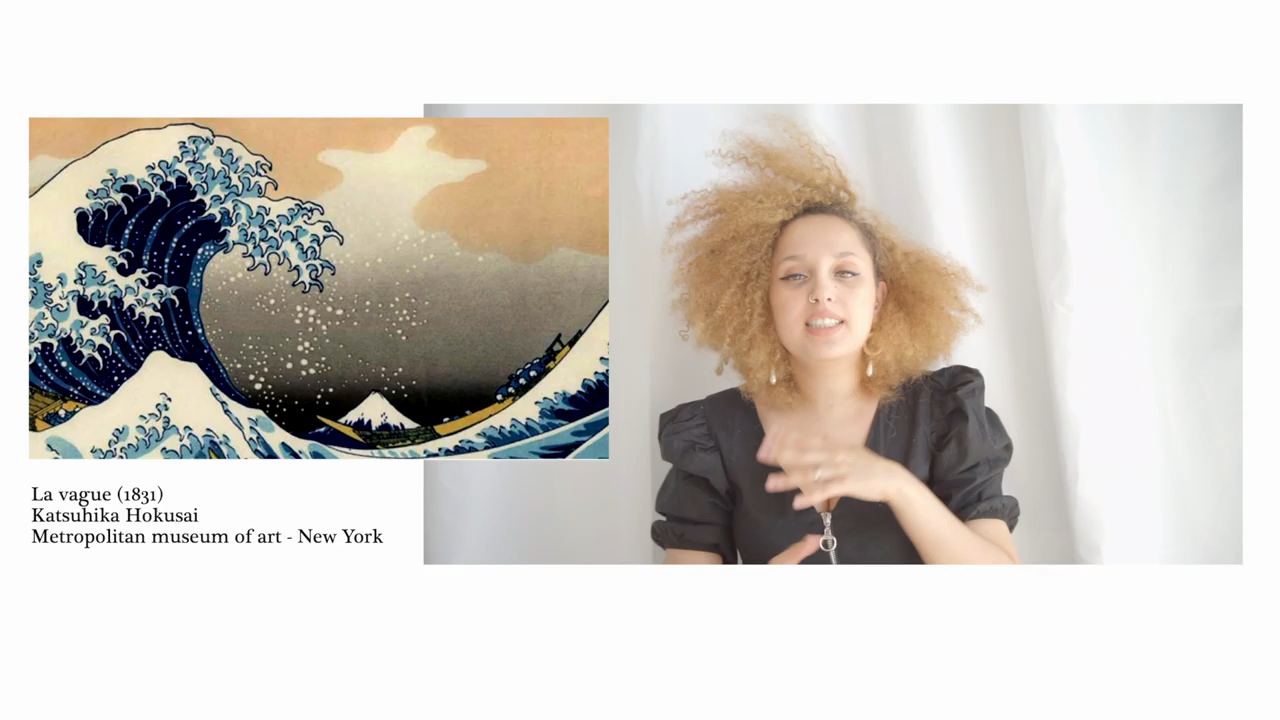 La vague (1831)
Katsuhika Hokusai
Metropolitan museum of art - New York